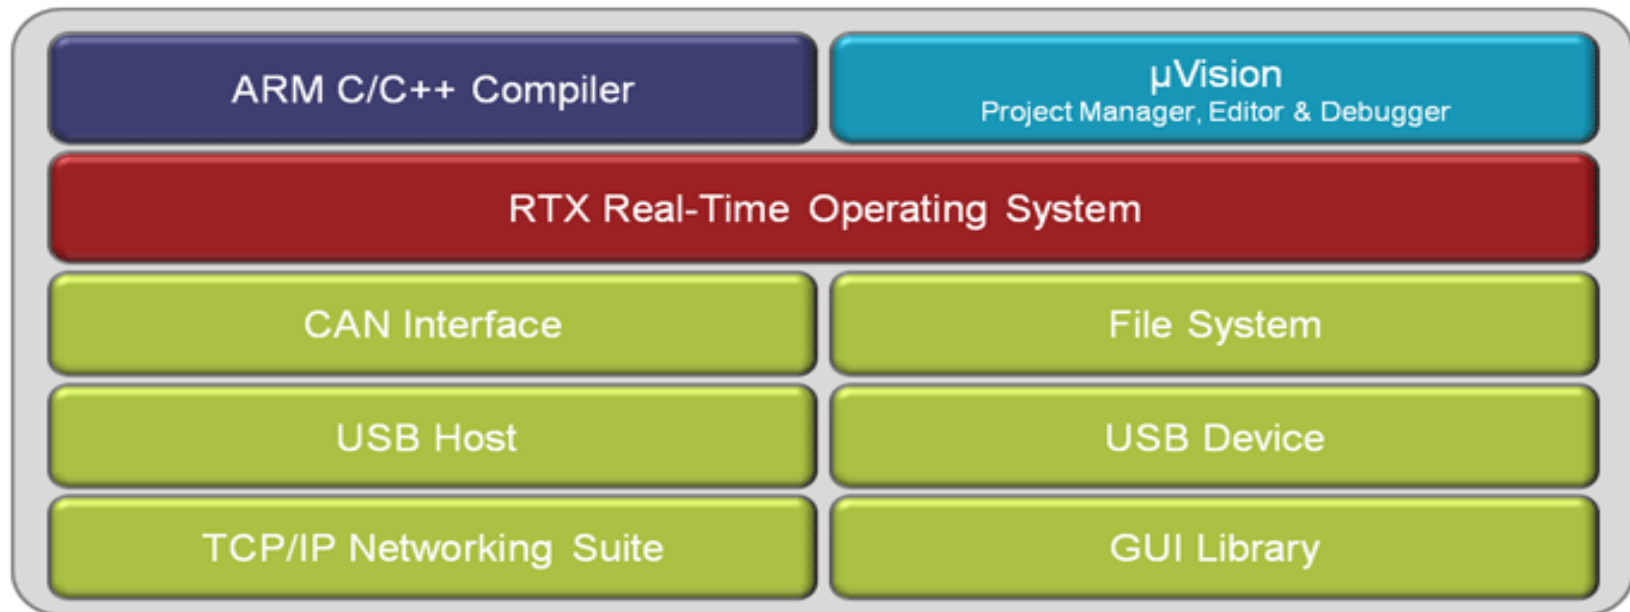 ARM C/C++ Compiler
µVision
Project Manager, Editor & Debugger
RTX Real-Time Operating System
CAN Interface
File System
USB Host
USB Device
TCP/IP Networking Suite
GUI Library